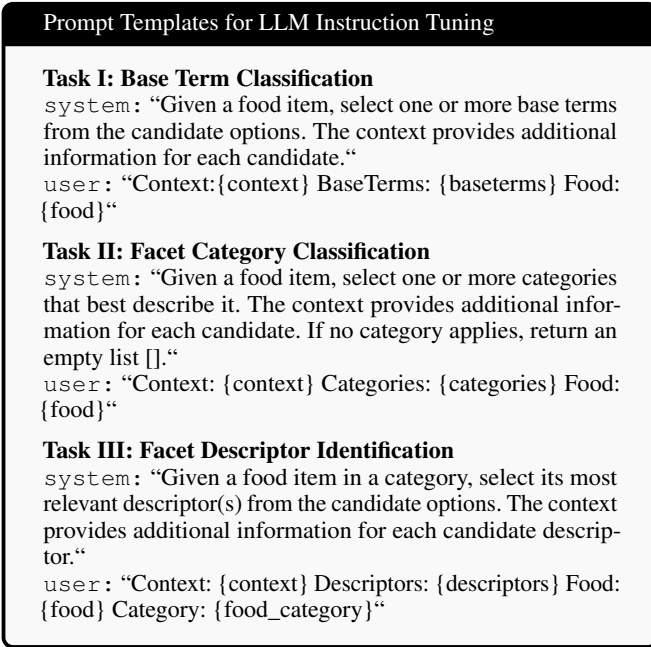 Prompt Templates for LLM Instruction Tuning
Task I: Base Term Classification
system: “Given a food item, select one or more base terms
from the candidate options. The context provides additional
information for each candidate.“
user: “Context:{context} BaseTerms: {baseterms} Food:
{food}“
Task II: Facet Category Classification
system: “Given a food item, select one or more categories
that best describe it. The context provides additional infor-
mation for each candidate. If no category applies, return an
empty list [].“
user: “Context: {context} Categories: {categories} Food:
{food}“
Task III: Facet Descriptor Identification
system: “Given a food item in a category, select its most
relevant descriptor(s) from the candidate options. The context
provides additional information for each candidate descrip-
tor.“
user: “Context: {context} Descriptors: {descriptors} Food:
{food} Category: {food_category}“